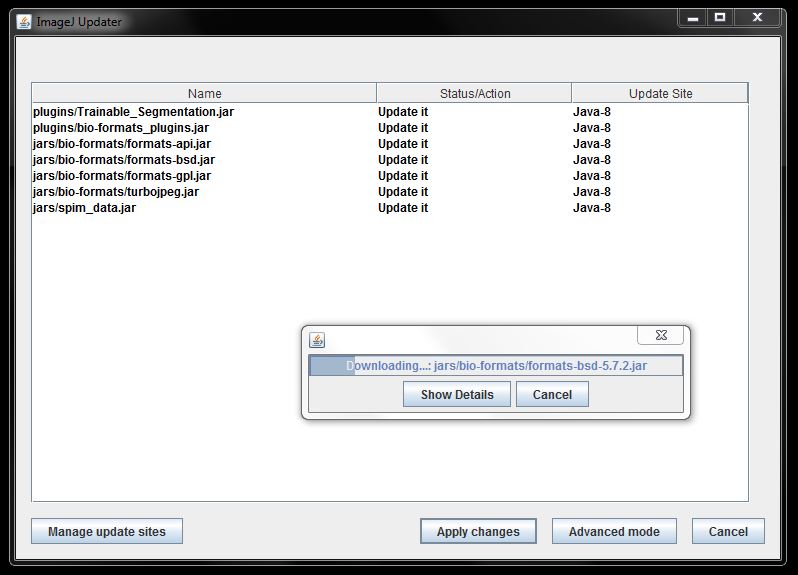 ImageJ Updater
Name Status/Action Update Site
plugins/Trainable_Segmentation.jar Update it Java-8
plugins/bio-formats_plugins.jar Update it Java-8
jars/bio-formats/formats-api.jar Update it Java-8
jars/bio-formats/formats-bsd.jar Update it Java-8
jars/bio-formats/formats-gpl.jar Update it Java-8
jars/bio-formats/turbojpeg.jar Update it Java-8
jars/spim_data.jar Update it Java-8
Downloading...: jars/bio-formats/formats-bsd-5.7.2.jar
Show Details Cancel
Manage update sites Apply changes Advanced mode Cancel